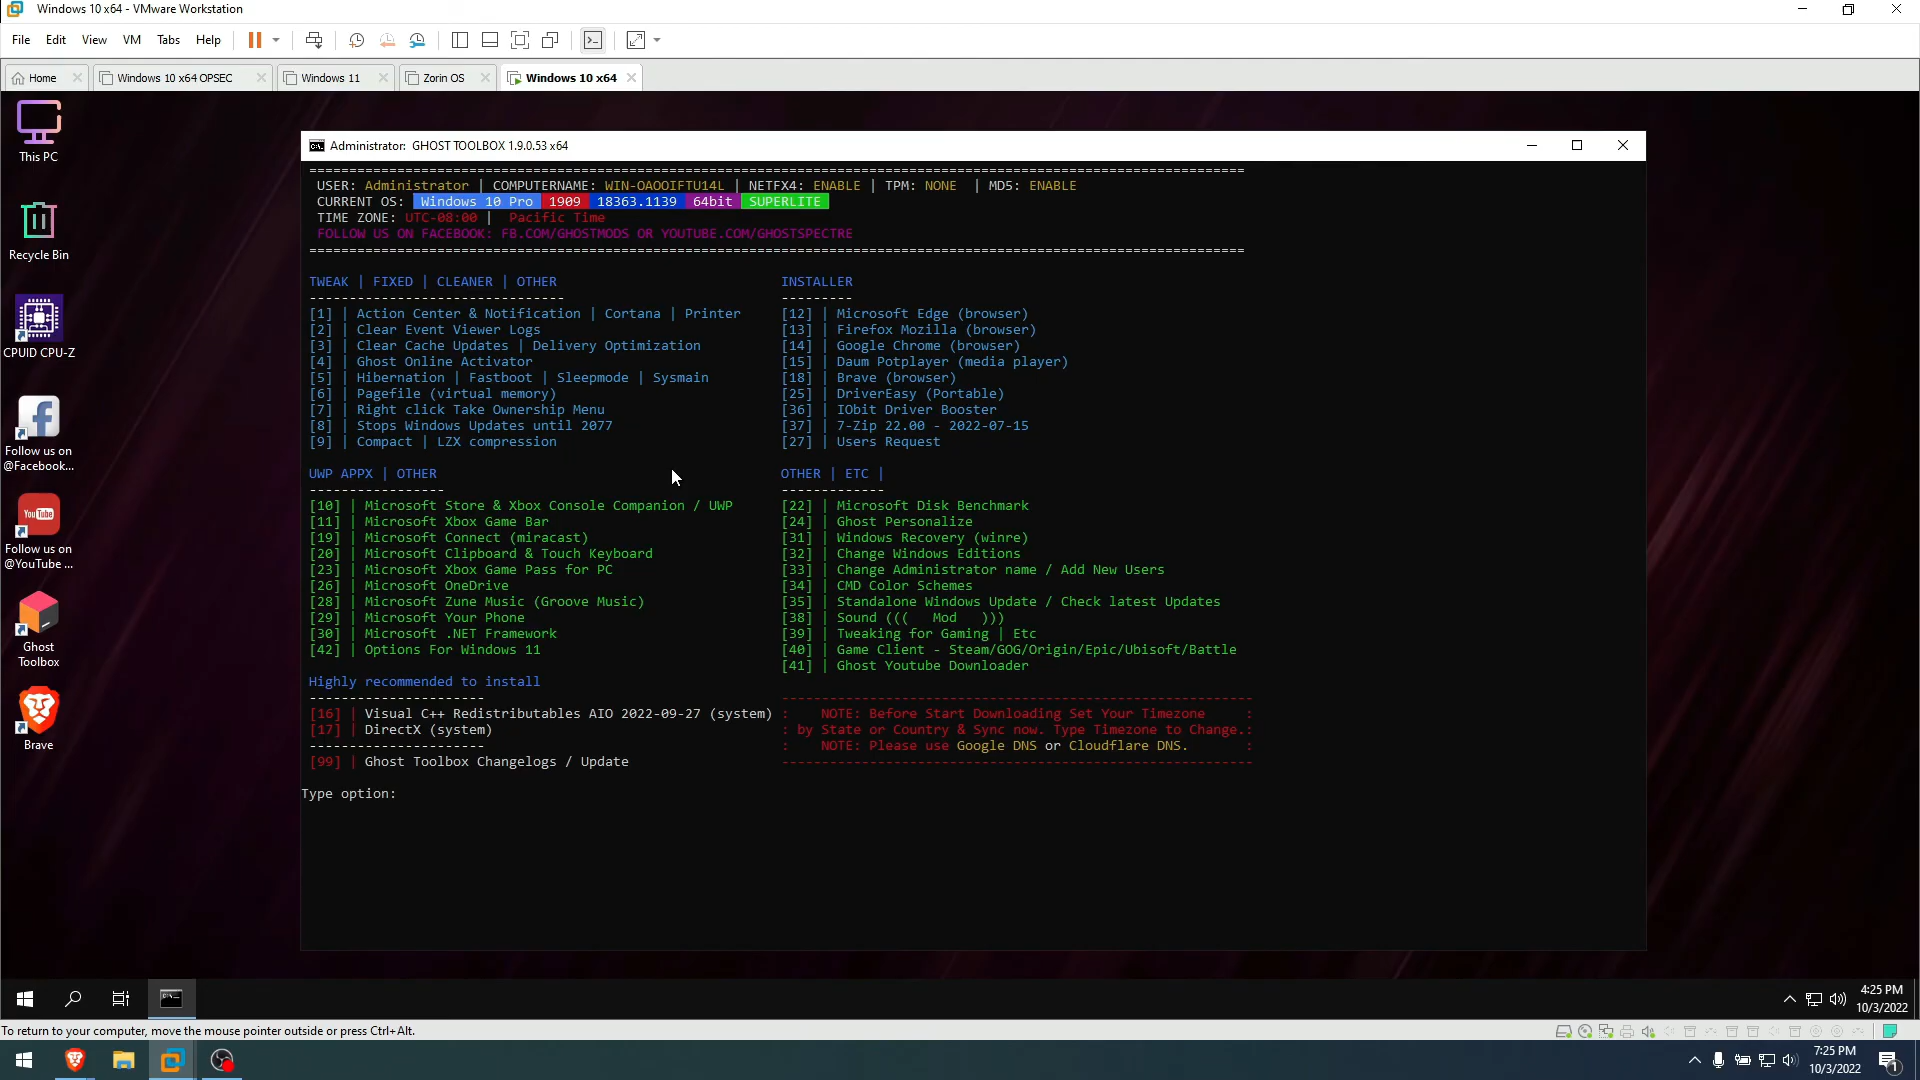 Windows 10 x64 - VMware Workstation
File Edit View VM Tabs Help
Home Windows 10 x64 OPSEC Windows 11 Zorin OS Windows 10 x64
This PC
Recycle Bin
CPUID CPU-Z
Follow us on
@Facebook...
You Tube
Follow us on
@YouTube ...
Ghost
Toolbox
Brave
Administrator: GHOST TOOLBOX 1.9.0.53 x64
USER: Administrator | COMPUTERNAME: WIN-OAOOIFTU14L | NETFX4: ENABLE | TPM: NONE | MD5: ENABLE
CURRENT OS: Windows 10 Pro 1909 18363.1139 64bit SUPERLITE
TIME ZONE: UTC-08:00 | Pacific Time
FOLLOW US ON FACEBOOK: FB.COM/GHOSTMODS OR YOUTUBE.COM/GHOSTSPECTRE
TWEAK | FIXED | CLEANER | OTHER
[1] | Action Center & Notification | Cortana | Printer
[2] | Clear Event Viewer Logs
[3] | Clear Cache Updates | Delivery Optimization
[4] | Ghost Online Activator
[5] | Hibernation | Fastboot | Sleepmode | Sysmain
[6] | Pagefile (virtual memory)
[7] | Right click Take Ownership Menu
[8] | Stops Windows Updates until 2077
[9] | Compact | LZX compression
INSTALLER
[12] | Microsoft Edge (browser)
[13] | Firefox Mozilla (browser)
[14] | Google Chrome (browser)
[15] | Daum Potplayer (media player)
[18] | Brave (browser)
[25] | DriverEasy (Portable)
[36] | IObit Driver Booster
[37] | 7-Zip 22.00 - 2022-07-15
[27] | Users Request
UWP APPX | OTHER
[10] | Microsoft Store & Xbox Console Companion / UWP
[11] | Microsoft Xbox Game Bar
[19] | Microsoft Connect (miracast)
[20] | Microsoft Clipboard & Touch Keyboard
[23] | Microsoft Xbox Game Pass for PC
[26] | Microsoft OneDrive
[28] | Microsoft Zune Music (Groove Music)
[29] | Microsoft Your Phone
[30] | Microsoft .NET Framework
[42] | Options For Windows 11
OTHER | ETC |
[22] | Microsoft Disk Benchmark
[24] | Ghost Personalize
[31] | Windows Recovery (winre)
[32] | Change Windows Editions
[33] | Change Administrator name / Add New Users
[34] | CMD Color Schemes
[35] | Standalone Windows Update / Check latest Updates
[38] | Sound ((( Mod )))
[39] | Tweaking for Gaming | Etc
[40] | Game Client - Steam/GOG/Origin/Epic/Ubisoft/Battle
[41] | Ghost Youtube Downloader
Highly recommended to install
[16] | Visual C++ Redistributables AIO 2022-09-27 (system)
[17] | DirectX (system)
[99] | Ghost Toolbox Changelogs / Update
: NOTE: Before Start Downloading Set Your Timezone :
: by State or Country & Sync now. Type Timezone to Change.:
: NOTE: Please use Google DNS or Cloudflare DNS. :
Type option:
4:25 PM
10/3/2022
To return to your computer, move the mouse pointer outside or press Ctrl+Alt.
7:25 PM
10/3/2022
1